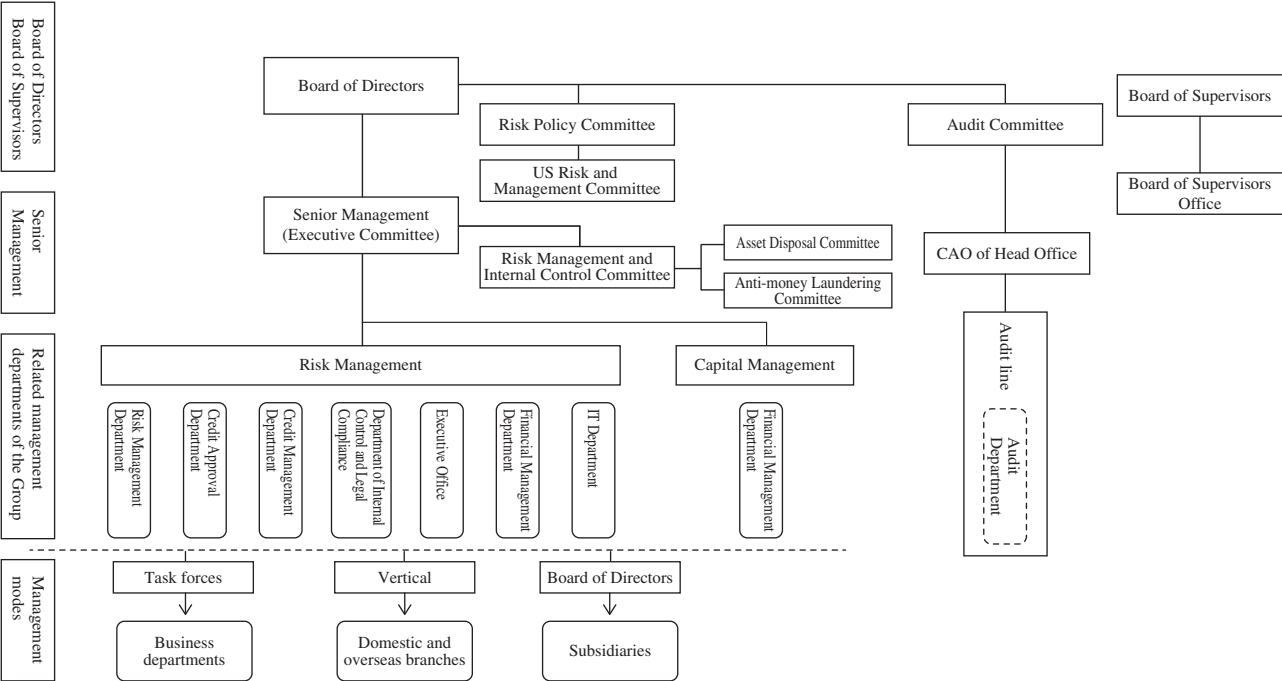 Board of Directors
Board of Supervisors
Board of Directors
Risk Policy Committee
US Risk and
Management Committee
Audit Committee
Board of Supervisors
Board of Supervisors
Office
Senior
Management
Senior Management
(Executive Committee)
Risk Management and
Internal Control Committee
Asset Disposal Committee
Anti-money Laundering
Committee
CAO of Head Office
Related management
departments of the Group
Risk Management
Capital Management
Audit line
Audit
Department
Risk Management
Department
Credit Approval
Department
Credit Management
Department
Department of Internal
Control and Legal
Compliance
Executive Office
Financial Management
Department
IT Department
Financial Management
Department
Management
modes
Task forces
Vertical
Board of Directors
Business
departments
Domestic and
overseas branches
Subsidiaries